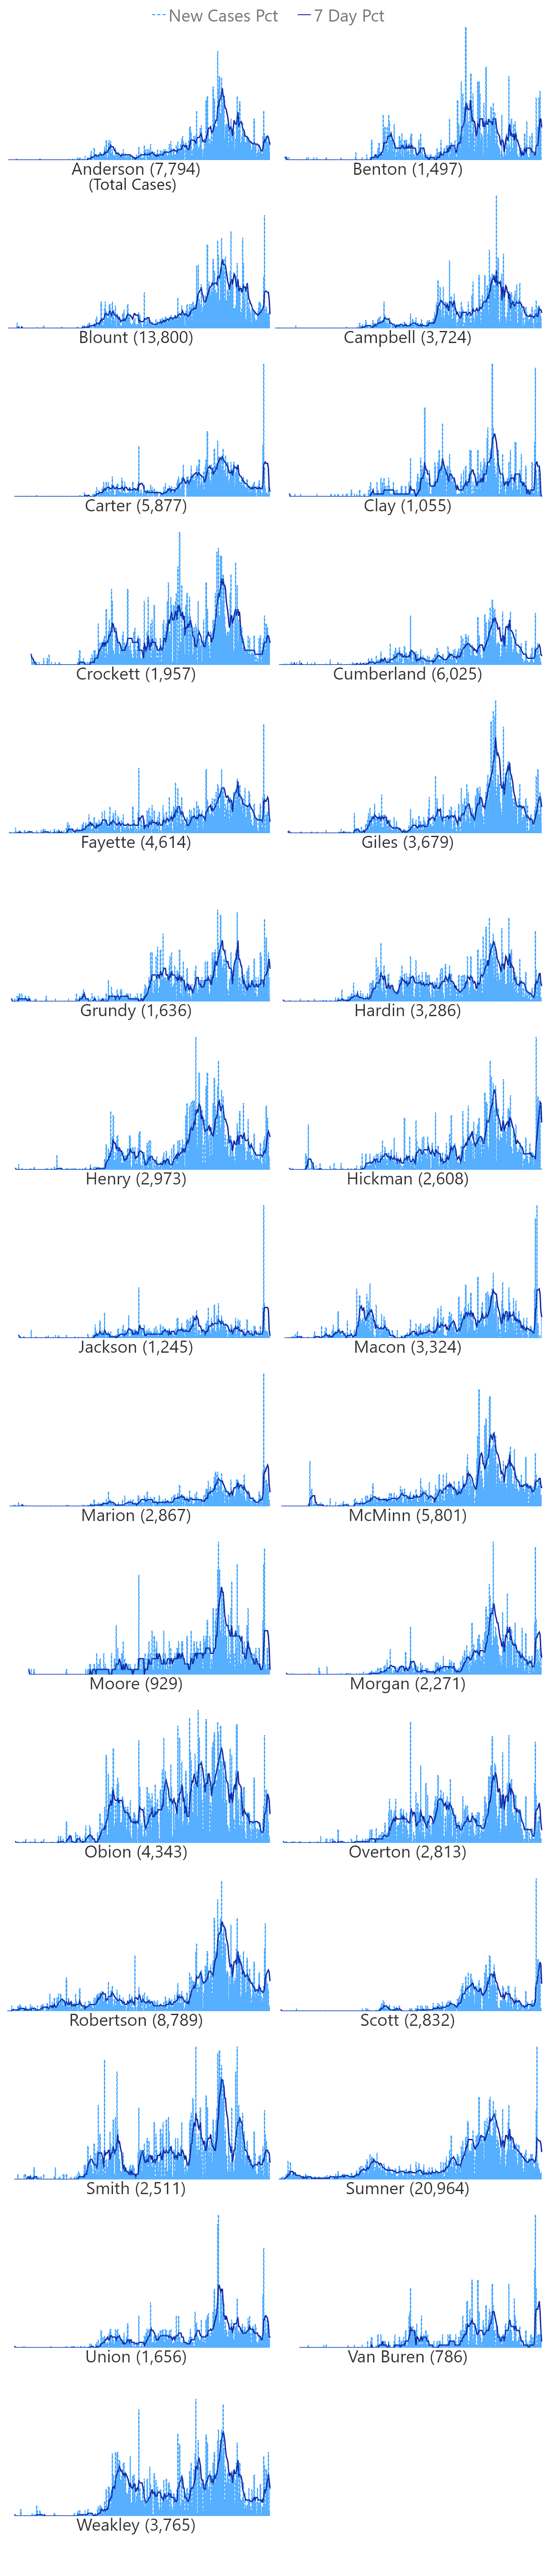 New Cases Pct 7 Day Pct
Anderson (7,794) Benton (1,497)
(Total Cases)
Blount (13,800) Campbell (3,724)
Carter (5,877) Clay (1,055)
Crockett (1,957) Cumberland (6,025)
Fayette (4,614) Giles (3,679)
Grundy (1,636) Hardin (3,286)
Henry (2,973) Hickman (2,608)
Jackson (1,245) Macon (3,324)
Marion (2,867) McMinn (5,801)
Moore (929) Morgan (2,271)
Obion (4,343) Overton (2,813)
Robertson (8,789) Scott (2,832)
Smith (2,511) Sumner (20,964)
Union (1,656) Van Buren (786)
Weakley (3,765)